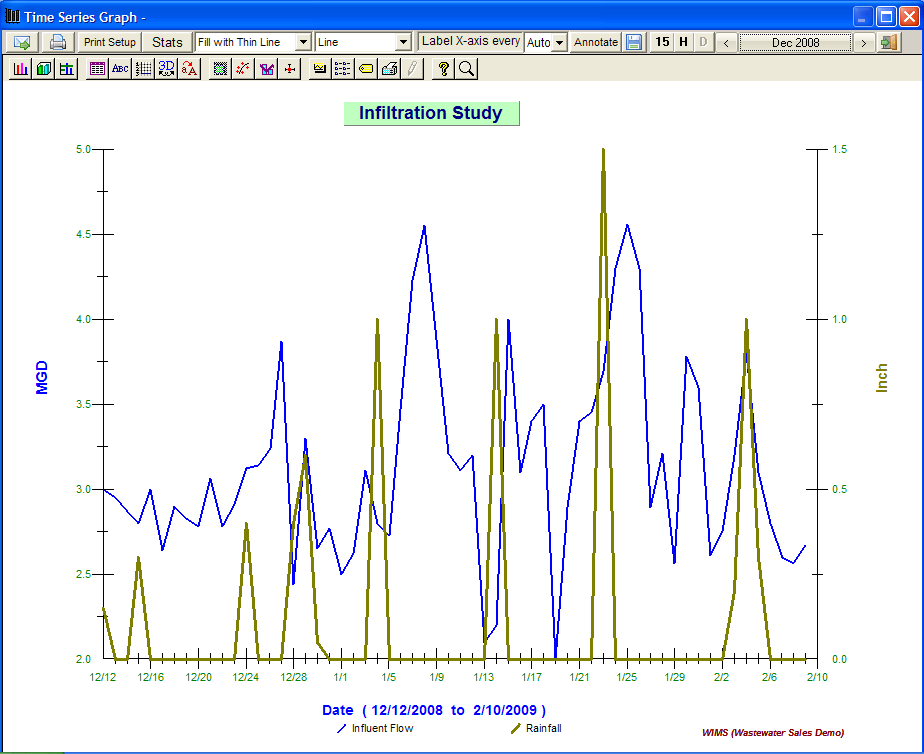 Time Series Graph -
Print Setup Stats Fill with Thin Line Line Label X-axis every Auto Annotate 15 H D < Dec 2008 >
ABC 3D A A ?
Infiltration Study
5.0 1.5
4.5
4.0 1.0
MGD Inch
3.5
3.0 0.5
2.5
2.0 0.0
12/12 12/16 12/20 12/24 12/28 1/1 1/5 1/9 1/13 1/17 1/21 1/25 1/29 2/2 2/6 2/10
Date ( 12/12/2008 to 2/10/2009 )
Influent Flow Rainfall
WIMS (Wastewater Sales Demo)